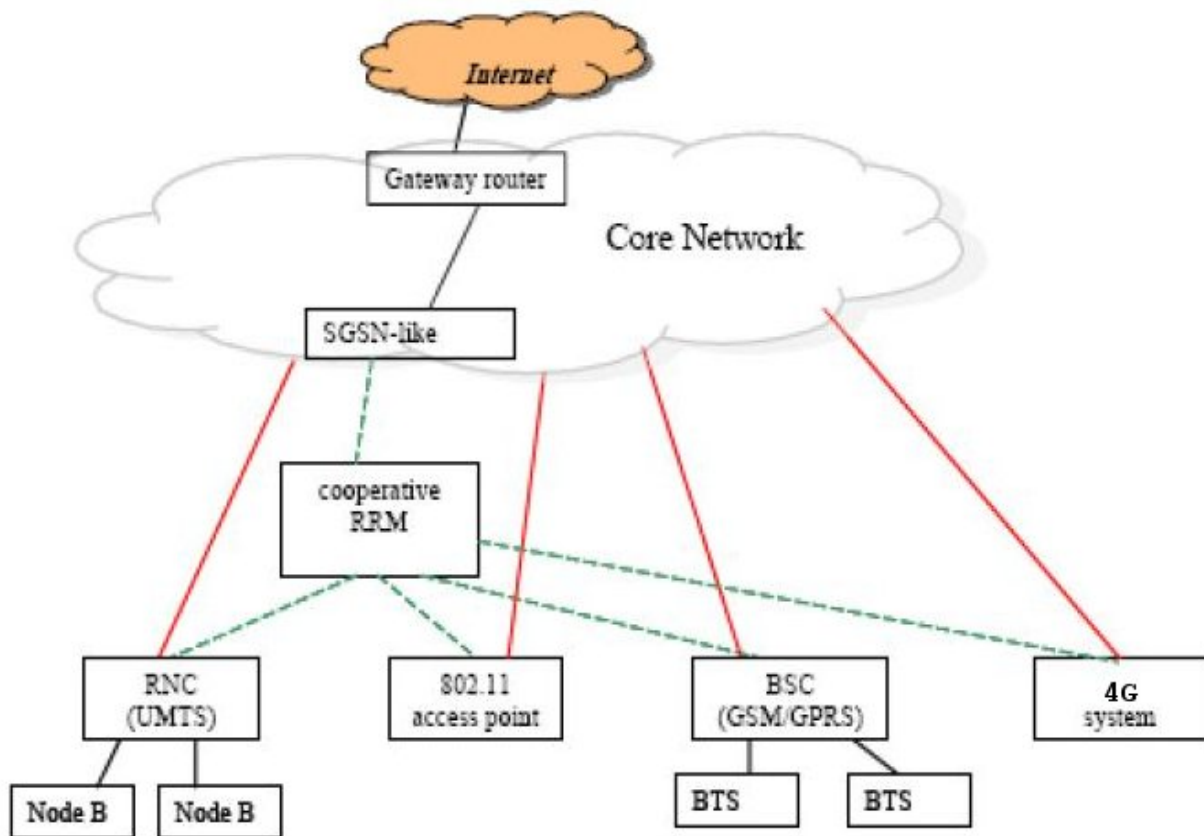 Internet
Gateway router
Core Network
SGSN-like
cooperative
RRM
RNC
(UMTS)
802.11
access point
BSC
(GSM/GPRS)
4G
system
Node B
Node B
BTS
BTS